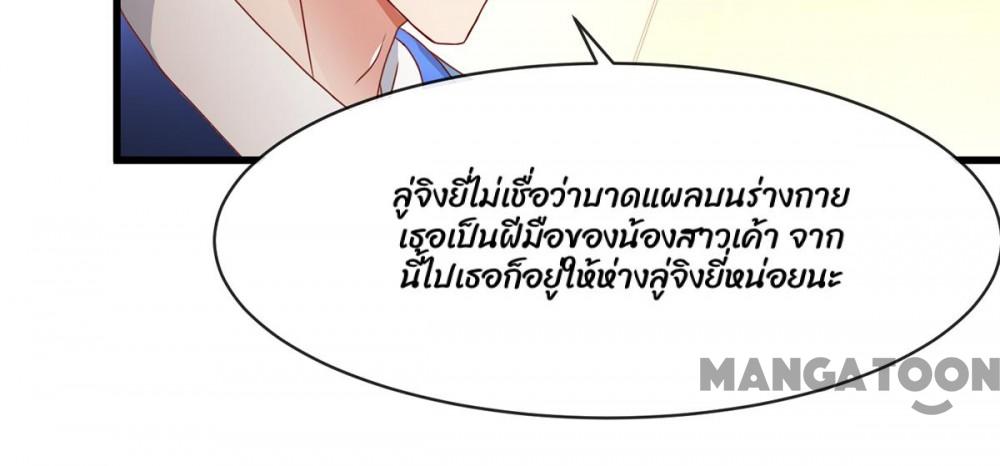 ลู่จิงยี่ไม่เชื่อว่าบาดแผลบนร่างกาย
เธอเป็นฝีมือของน้องสาวเค้า จาก
นี้ไปเธอก็อยู่ให้ห่างลู่จิงยี่หน่อยนะ
MANGATOON